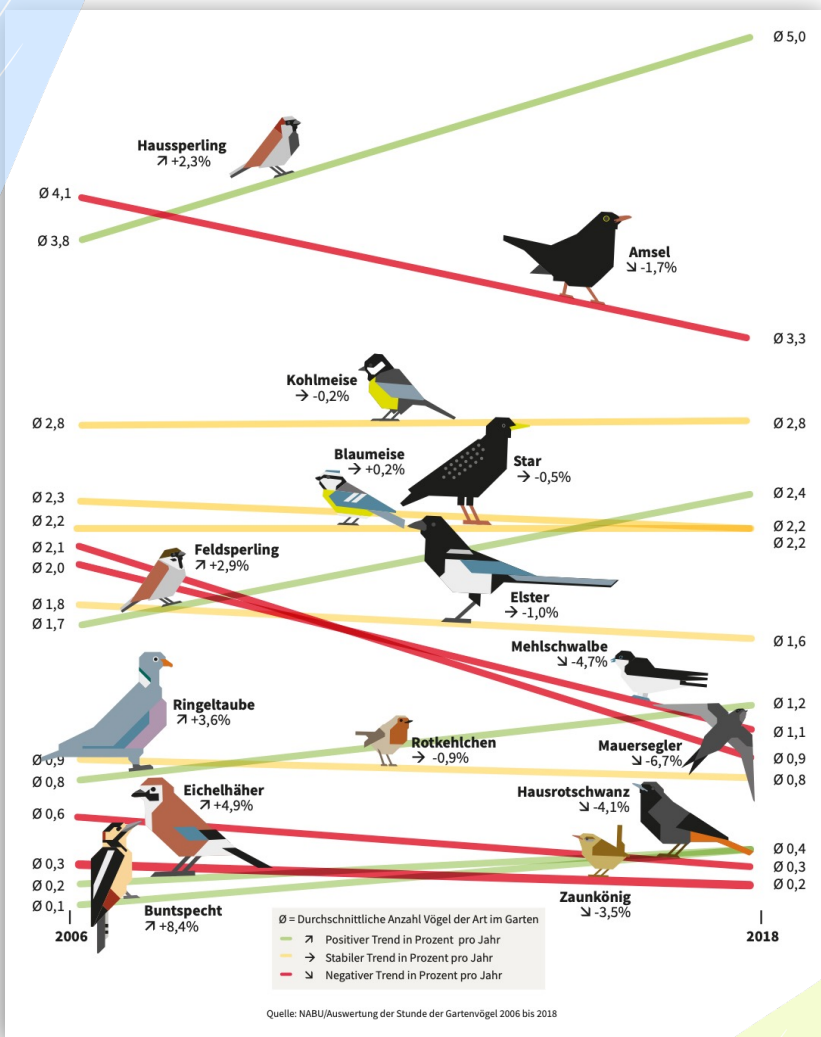 Ø 5,0
Haussperling
↗ +2,3%
Ø 4,1
Ø 3,8
Amsel
↘ -1,7%
Ø 3,3
Kohlmeise
→ -0,2%
Ø 2,8
Ø 2,8
Blaumeise
→ +0,2%
Star
→ -0,5%
Ø 2,3
Ø 2,4
Ø 2,2
Ø 2,2
Ø 2,2
Ø 2,1
Ø 2,0
Feldsperling
↗ +2,9%
Elster
→ -1,0%
Ø 1,8
Ø 1,7
Ø 1,6
Mehlschwalbe
↘ -4,7%
Ringeltaube
↗ +3,6%
Ø 1,2
Ø 1,1
Rotkehlchen
→ -0,9%
Mauersegler
↘ -6,7%
Ø 0,9
Ø 0,9
Ø 0,8
Ø 0,8
Eichelhäher
↗ +4,9%
Hausrotschwanz
↘ -4,1%
Ø 0,6
Ø 0,4
Ø 0,3
Ø 0,3
Ø 0,2
Ø 0,2
Ø 0,1
Buntspecht
↗ +8,4%
Zaunkönig
↘ -3,5%
2006
2018
Ø = Durchschnittliche Anzahl Vögel der Art im Garten
↗ Positiver Trend in Prozent pro Jahr
→ Stabiler Trend in Prozent pro Jahr
↘ Negativer Trend in Prozent pro Jahr
Quelle: NABU/Auswertung der Stunde der Gartenvögel 2006 bis 2018